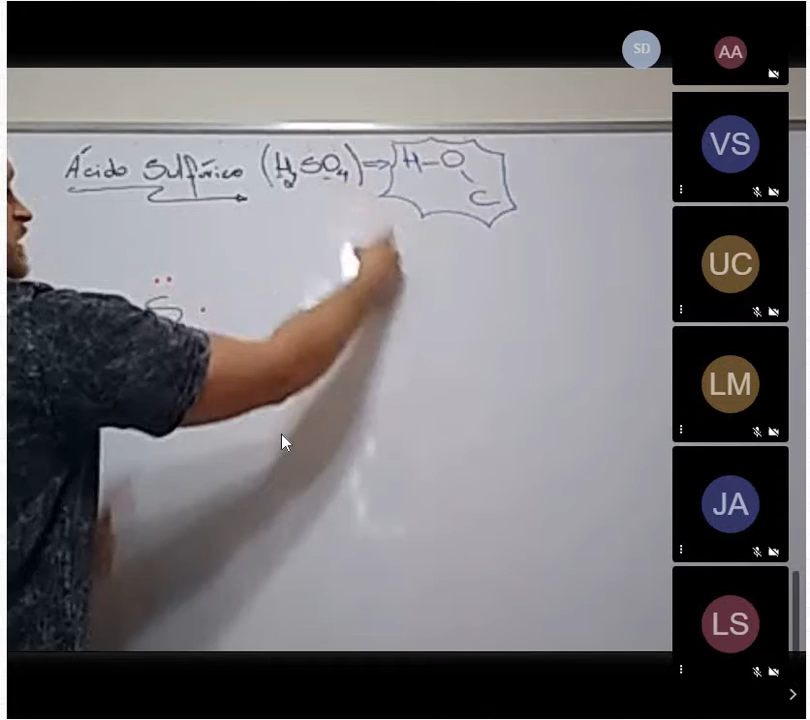 SD
AA
Ácido Sulfúrico (H₂SO₄) ⇒ H-O
C
VS
S
UC
LM
JA
LS